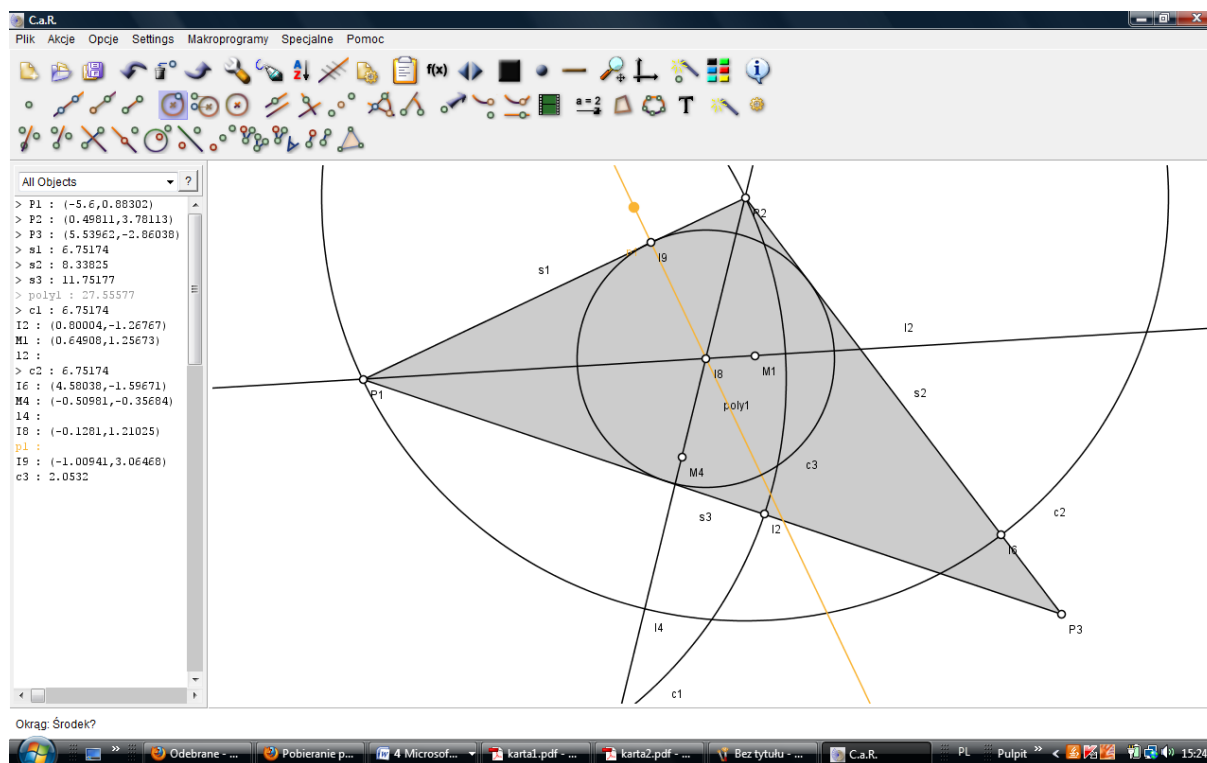 C.a.R.
Plik Akcje Opcje Settings Makroprogramy Specjalne Pomoc
f(x)
a = 2
T
All Objects ?
> P1 : (-5.6,0.88302)
> P2 : (0.49811,3.78113)
> P3 : (5.53962,-2.86038)
> s1 : 6.75174
> s2 : 8.33825
> s3 : 11.75177
> poly1 : 27.55577
> c1 : 6.75174
I2 : (0.80004,-1.26767)
M1 : (0.64908,1.25673)
l2 :
> c2 : 6.75174
I6 : (4.58038,-1.59671)
M4 : (-0.50981,-0.35684)
l4 :
I8 : (-0.1281,1.21025)
p1 :
I9 : (-1.00941,3.06468)
c3 : 2.0532
P2
I9
s1
l2
I8
M1
P1
s2
poly1
M4
c3
s3
I2
c2
I6
l4
P3
c1
Okrąg: Środek?
Odebrane - ... Pobieranie p... 4 Microsof... karta1.pdf - ... karta2.pdf - ... Bez tytułu - ... C.a.R. PL Pulpit 15:24